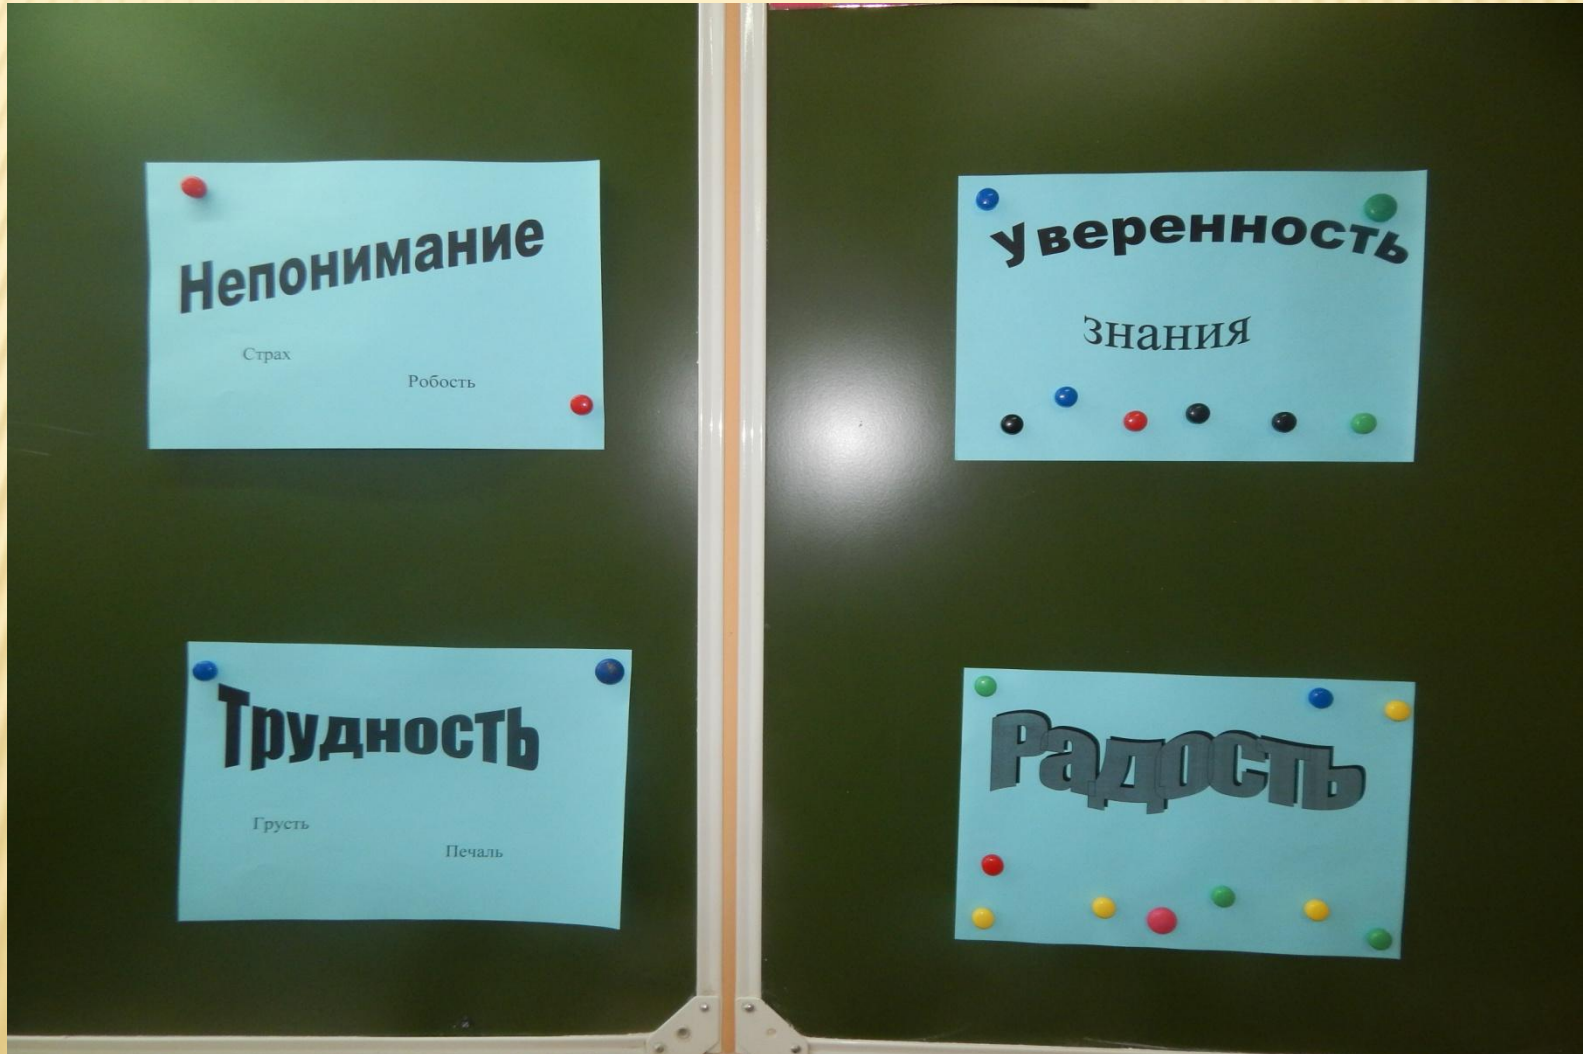 Непонимание
Страх
Робость
Уверенность
знания
Трудность
Грусть
Печаль
Радость